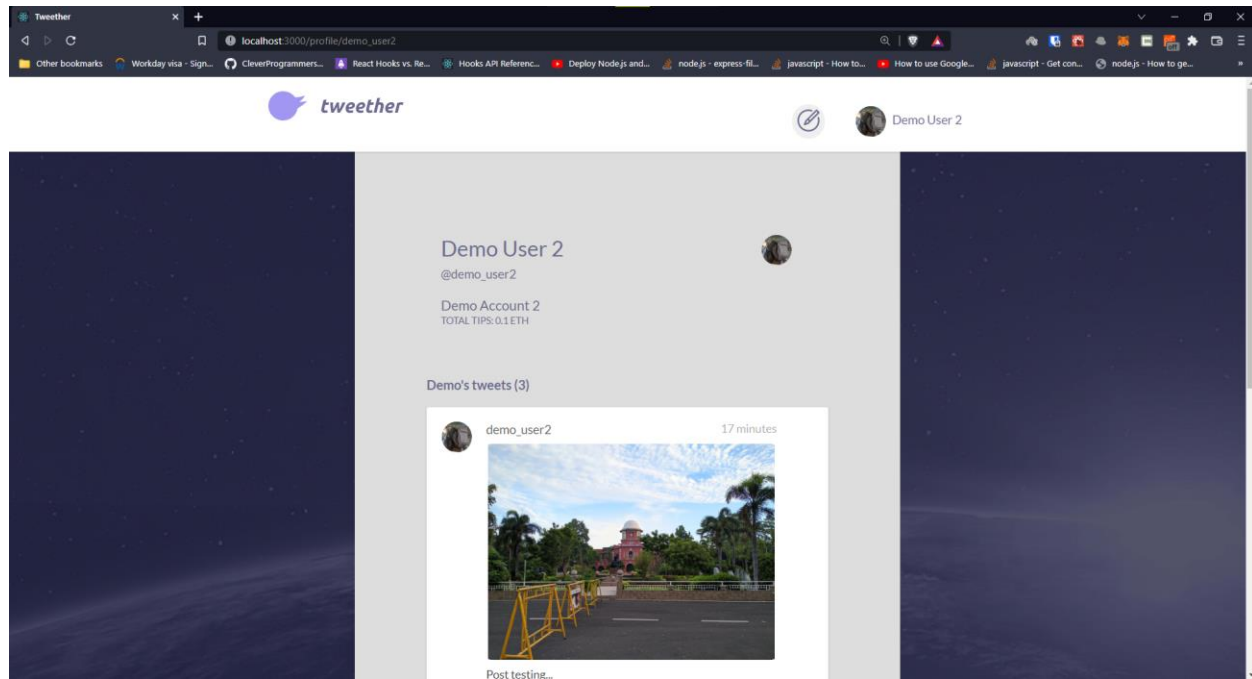 Tweether
localhost:3000/profile/demo_user2
Other bookmarks
Workday visa - Sign...
CleverProgrammers...
React Hooks vs. Re...
Hooks API Referenc...
Deploy Node.js and...
node.js - express-fil...
javascript - How to...
How to use Google...
javascript - Get con...
node.js - How to ge...
tweether
Demo User 2
Demo User 2
@demo_user2
Demo Account 2
TOTAL TIPS: 0.1 ETH
Demo's tweets (3)
demo_user2
17 minutes
Post testing...